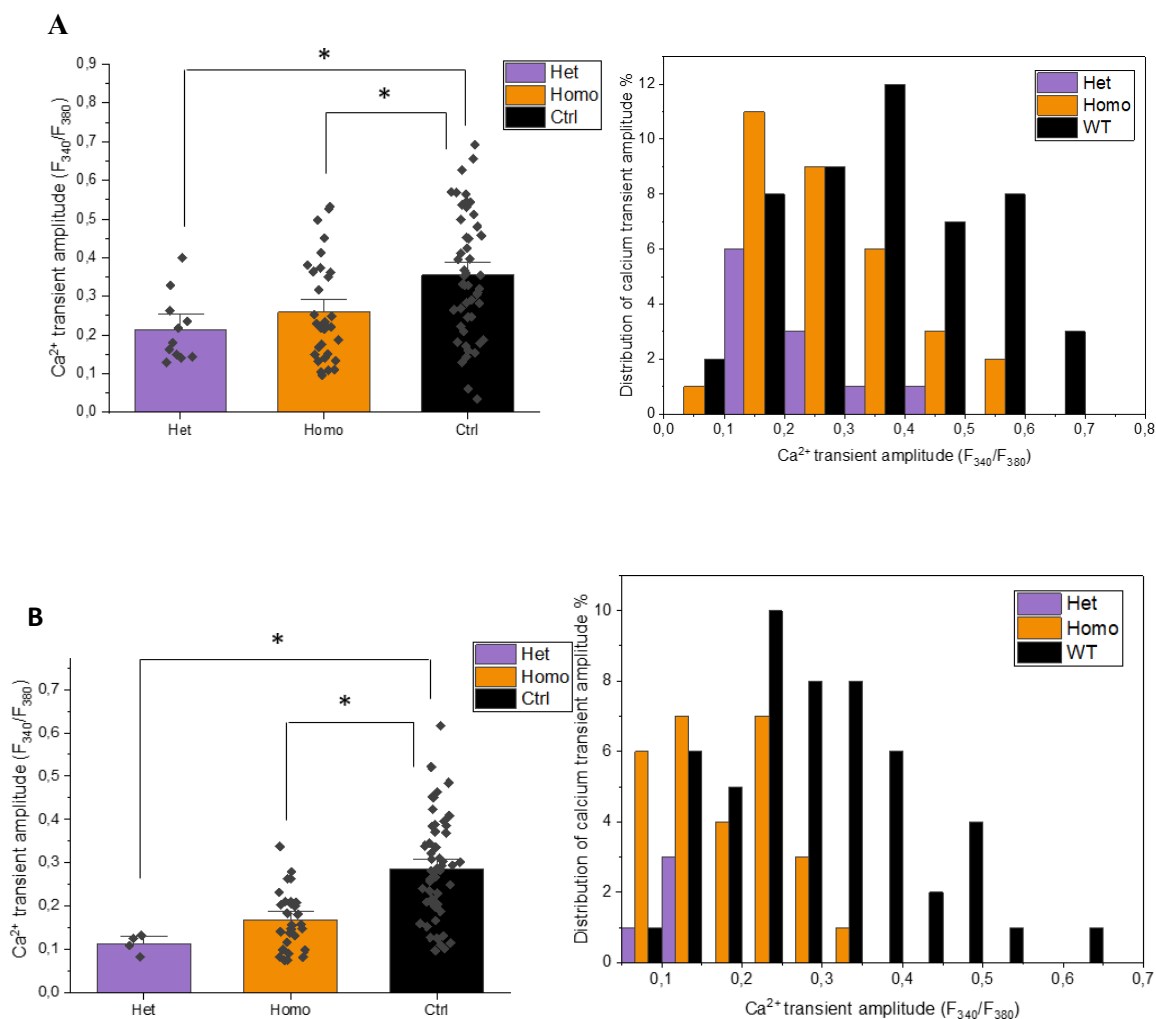 A
0,9
0,8
0,7
0,6
0,5
0,4
0,3
0,2
0,1
0,0
Ca²⁺ transient amplitude (F₃₄₀/F₃₈₀)
*
*
Het
Homo
Ctrl
Het
Homo
Ctrl
12
10
8
6
4
2
0
Distribution of calcium transient amplitude %
Het
Homo
WT
0,0 0,1 0,2 0,3 0,4 0,5 0,6 0,7 0,8
Ca²⁺ transient amplitude (F₃₄₀/F₃₈₀)
B
0,7
0,6
0,5
0,4
0,3
0,2
0,1
0,0
Ca²⁺ transient amplitude (F₃₄₀/F₃₈₀)
*
*
Het
Homo
Ctrl
Het
Homo
Ctrl
10
8
6
4
2
0
Distribution of calcium transient amplitude %
Het
Homo
WT
0,1 0,2 0,3 0,4 0,5 0,6 0,7
Ca²⁺ transient amplitude (F₃₄₀/F₃₈₀)